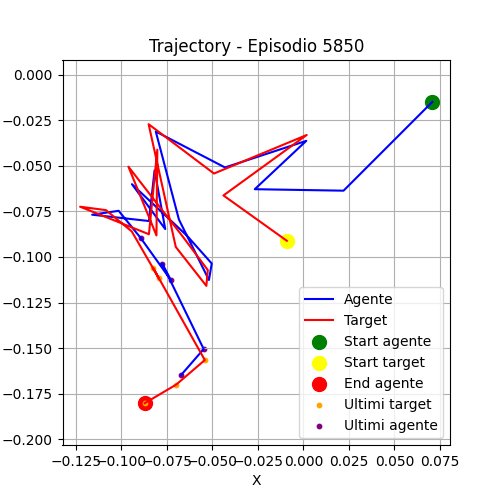 Trajectory - Episodio 5850
0.000
−0.025
−0.050
−0.075
−0.100
−0.125
−0.150
−0.175
−0.200
Agente
Target
Start agente
Start target
End agente
Ultimi target
Ultimi agente
−0.125 −0.100 −0.075 −0.050 −0.025 0.000 0.025 0.050 0.075
X